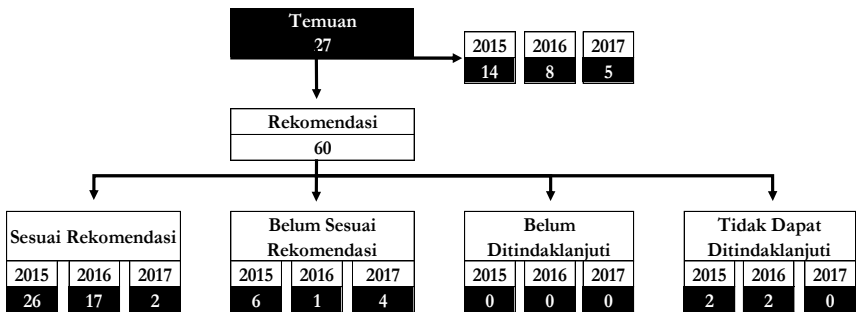 Temuan
27
2015 2016 2017
14 8 5
Rekomendasi
60
Sesuai Rekomendasi
2015 2016 2017
26 17 2
Belum Sesuai
Rekomendasi
2015 2016 2017
6 1 4
Belum
Ditindaklanjuti
2015 2016 2017
0 0 0
Tidak Dapat
Ditindaklanjuti
2015 2016 2017
2 2 0